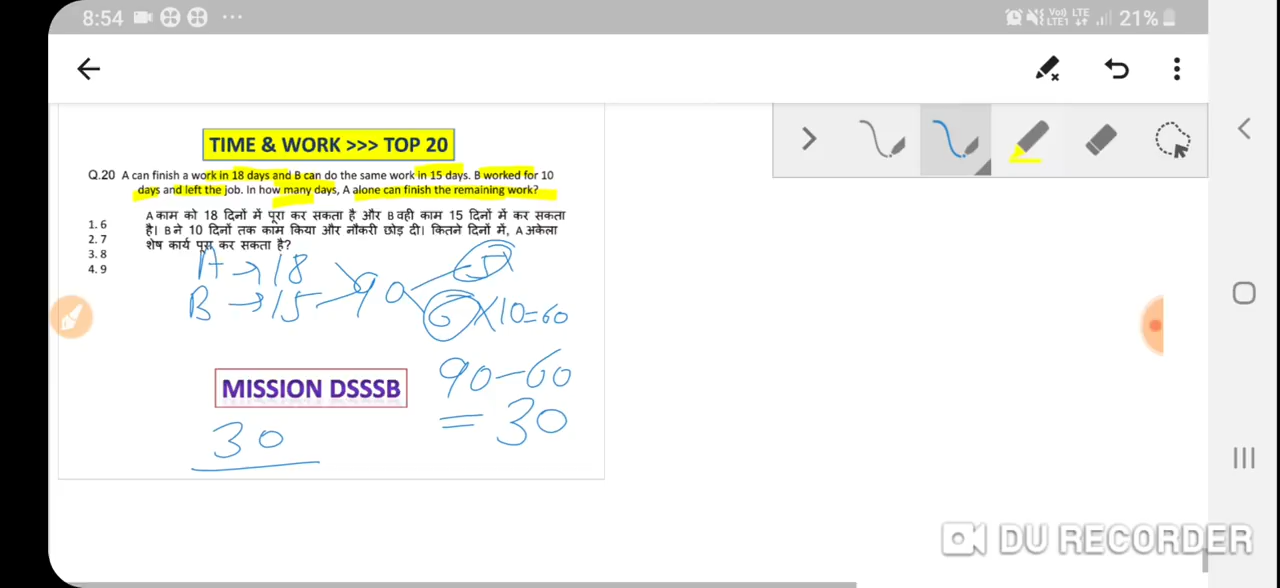 8:54 ... Vo) LTE LTE1 21%
TIME & WORK >>> TOP 20
Q.20 A can finish a work in 18 days and B can do the same work in 15 days. B worked for 10
days and left the job. In how many days, A alone can finish the remaining work?
A काम को 18 दिनों में पूरा कर सकता है और B वही काम 15 दिनों में कर सकता
1. 6
है। B ने 10 दिनों तक काम किया और नौकरी छोड़ दी। कितने दिनों में, A अकेला
2. 7
शेष कार्य पूरा कर सकता है?
3. 8
4. 9
A → 18
B → 15
90
5
6 × 10 = 60
90 - 60
= 30
MISSION DSSSB
30
DU RECORDER